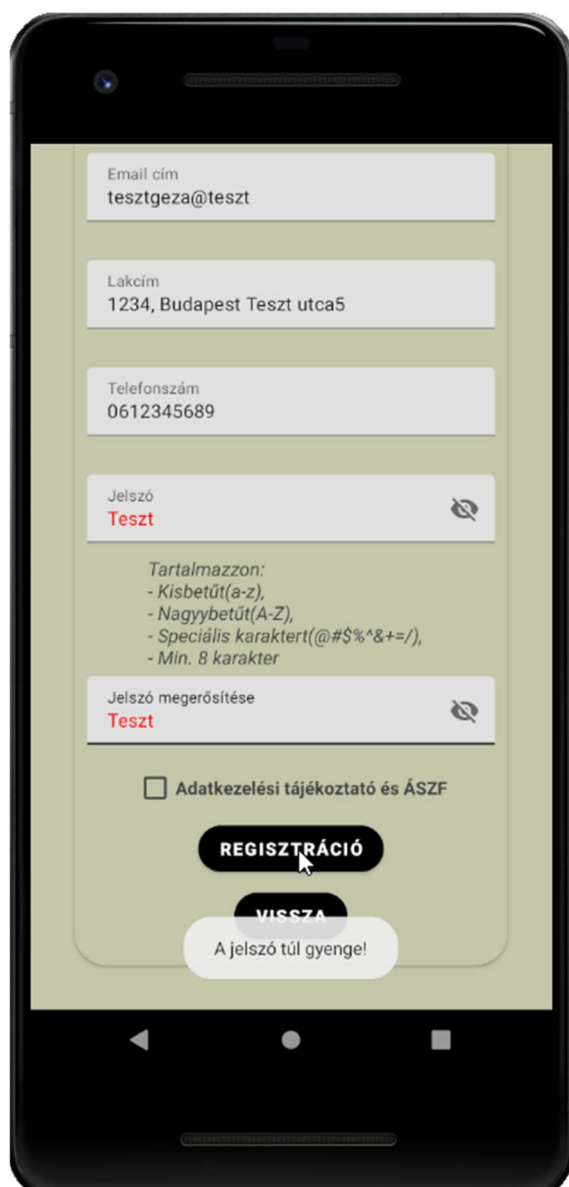 Email cím
tesztgeza@teszt
Lakcím
1234, Budapest Teszt utca5
Telefonszám
0612345689
Jelszó
Teszt
Tartalmazzon:
- Kisbetűt(a-z),
- Nagyybetűt(A-Z),
- Speciális karaktert(@#$%^&+=/),
- Min. 8 karakter
Jelszó megerősítése
Teszt
Adatkezelési tájékoztató és ÁSZF
REGISZTRÁCIÓ
VISSZA
A jelszó túl gyenge!